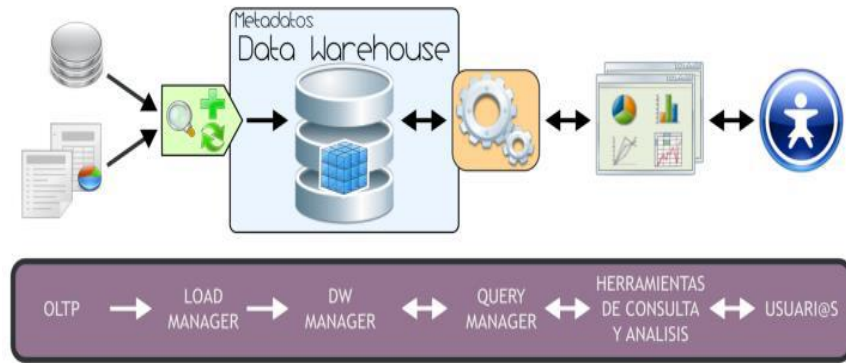 Metadatos
Data Warehouse
OLTP
LOAD
MANAGER
DW
MANAGER
QUERY
MANAGER
HERRAMIENTAS
DE CONSULTA
Y ANALISIS
USUARI@S